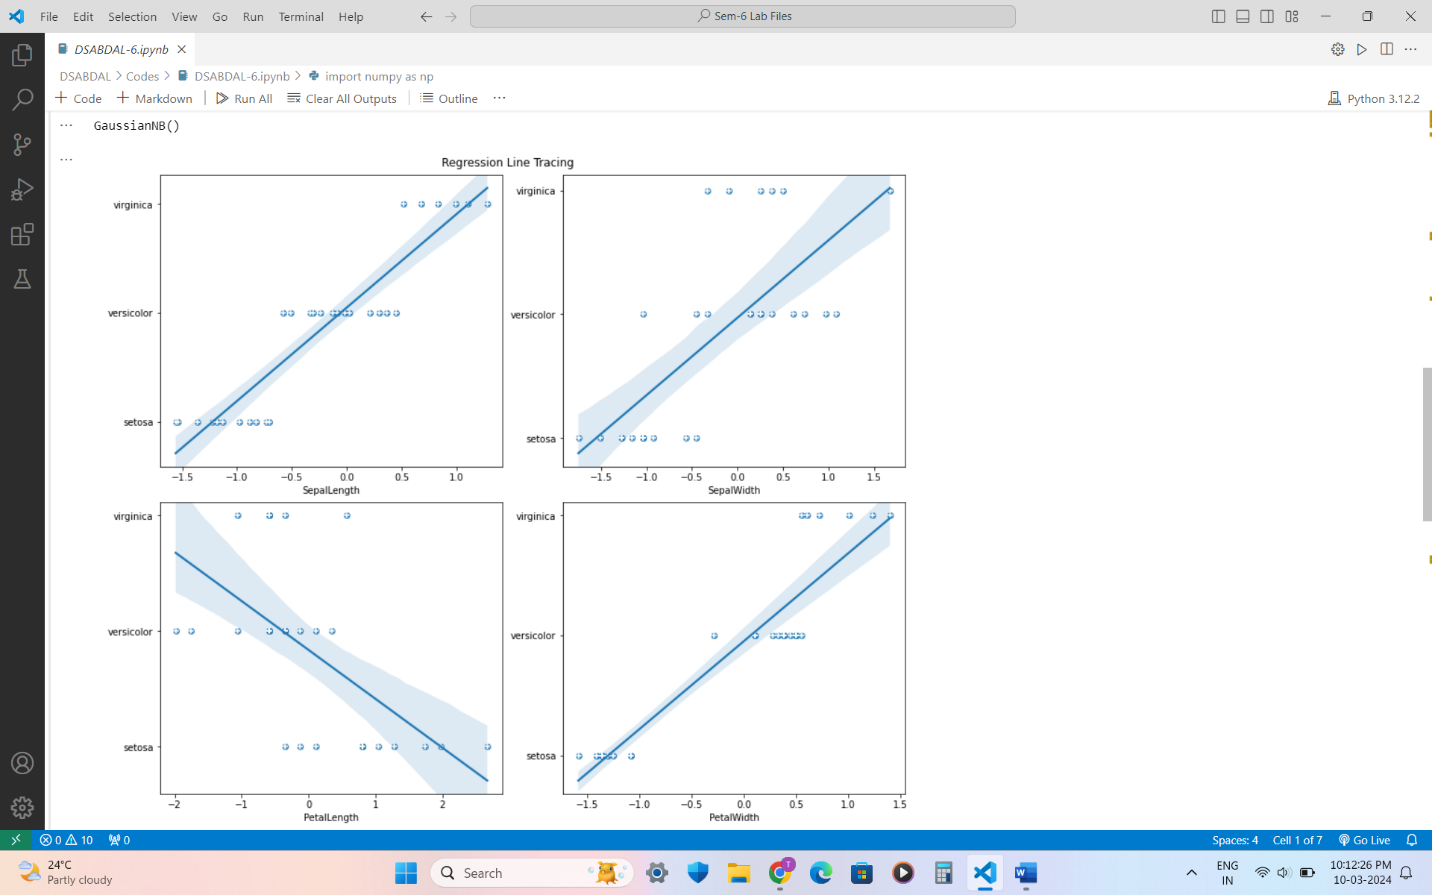 File Edit Selection View Go Run Terminal Help Sem-6 Lab Files
DSABDAL-6.ipynb
DSABDAL > Codes > DSABDAL-6.ipynb > import numpy as np
+ Code + Markdown | Run All Clear All Outputs | Outline ... Python 3.12.2
... GaussianNB()
...
Regression Line Tracing
virginica
versicolor
setosa
−1.5 −1.0 −0.5 0.0 0.5 1.0
SepalLength
virginica
versicolor
setosa
−1.5 −1.0 −0.5 0.0 0.5 1.0 1.5
SepalWidth
virginica
versicolor
setosa
−2 −1 0 1 2
PetalLength
virginica
versicolor
setosa
−1.5 −1.0 −0.5 0.0 0.5 1.0 1.5
PetalWidth
0 10 0 Spaces: 4 Cell 1 of 7 Go Live
24°C
Partly cloudy
Search
T
W
ENG
IN
10:12:26 PM
10-03-2024